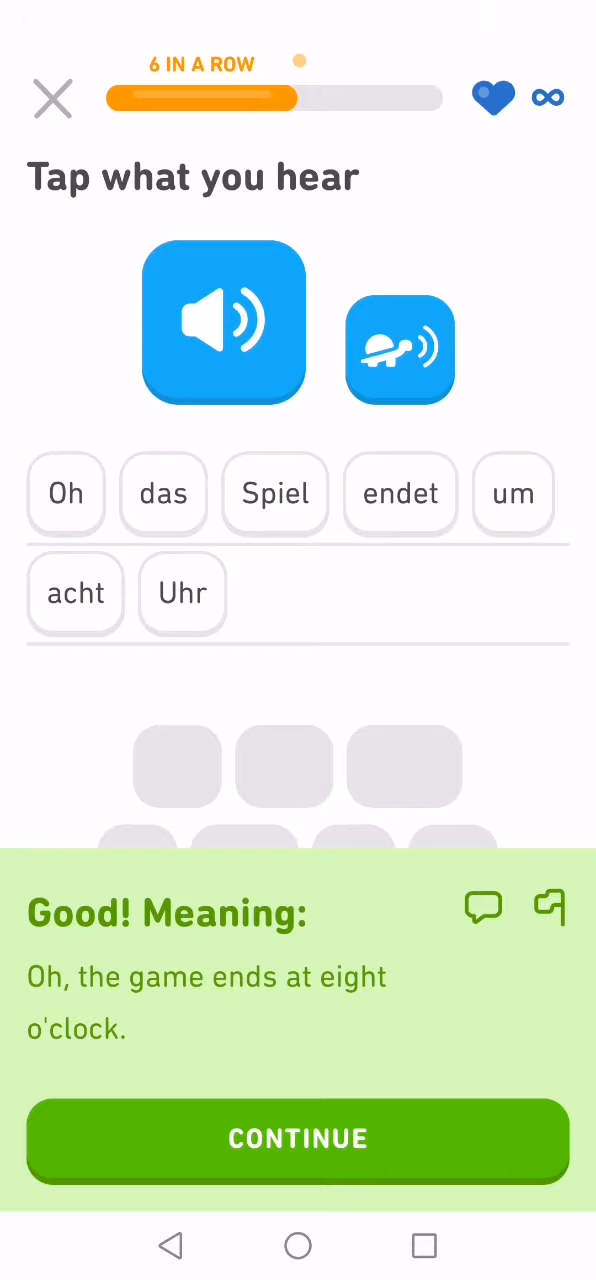 6 IN A ROW
Tap what you hear
Oh das Spiel endet um
acht Uhr
Good! Meaning:
Oh, the game ends at eight
o'clock.
CONTINUE